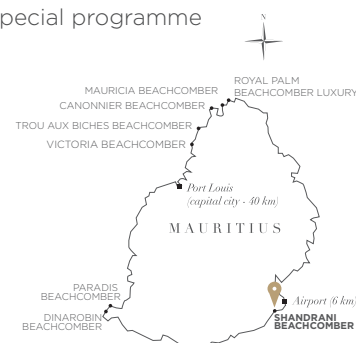 pecial programme
N
ROYAL PALM
BEACHCOMBER LUXURY
MAURICIA BEACHCOMBER
CANONNIER BEACHCOMBER
TROU AUX BICHES BEACHCOMBER
VICTORIA BEACHCOMBER
Port Louis
(capital city - 40 km)
MAURITIUS
PARADIS
BEACHCOMBER
Airport (6 km)
DINAROBIN
BEACHCOMBER
SHANDRANI
BEACHCOMBER